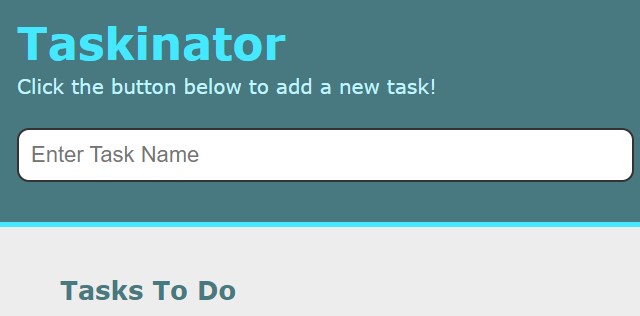 Taskinator
Click the button below to add a new task!
Enter Task Name
Tasks To Do